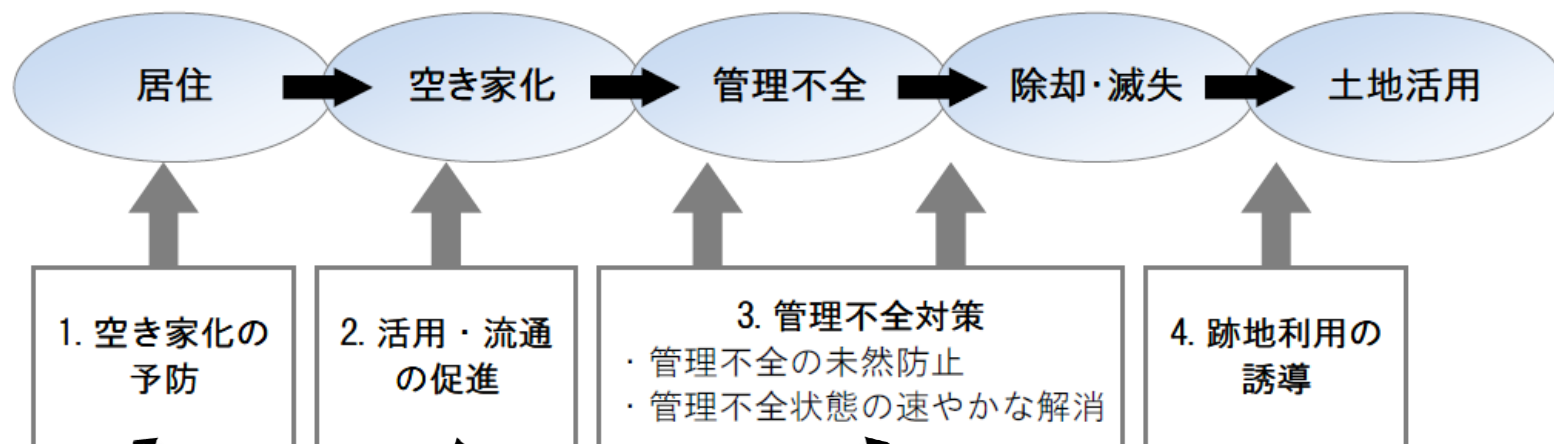 居住
空き家化
管理不全
除却・滅失
土地活用
1. 空き家化の
予防
2. 活用・流通
の促進
3. 管理不全対策
・管理不全の未然防止
・管理不全状態の速やかな解消
4. 跡地利用の
誘導